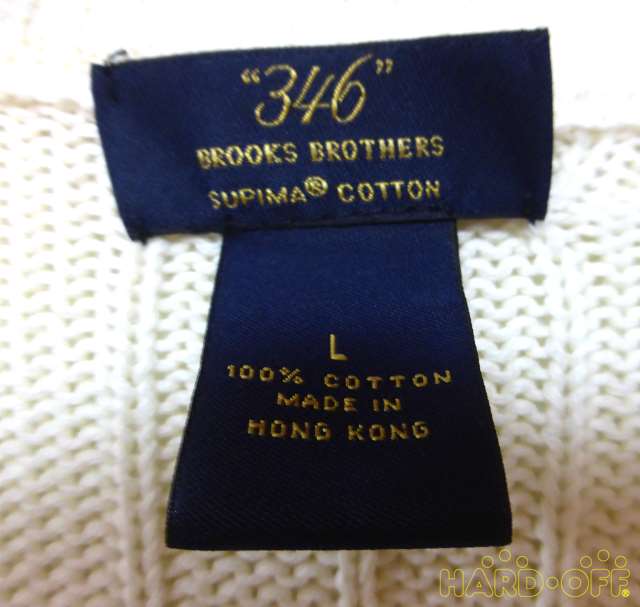 "346"
BROOKS BROTHERS
SUPIMA® COTTON
L
100% COTTON
MADE IN
HONG KONG
HARD·OFF